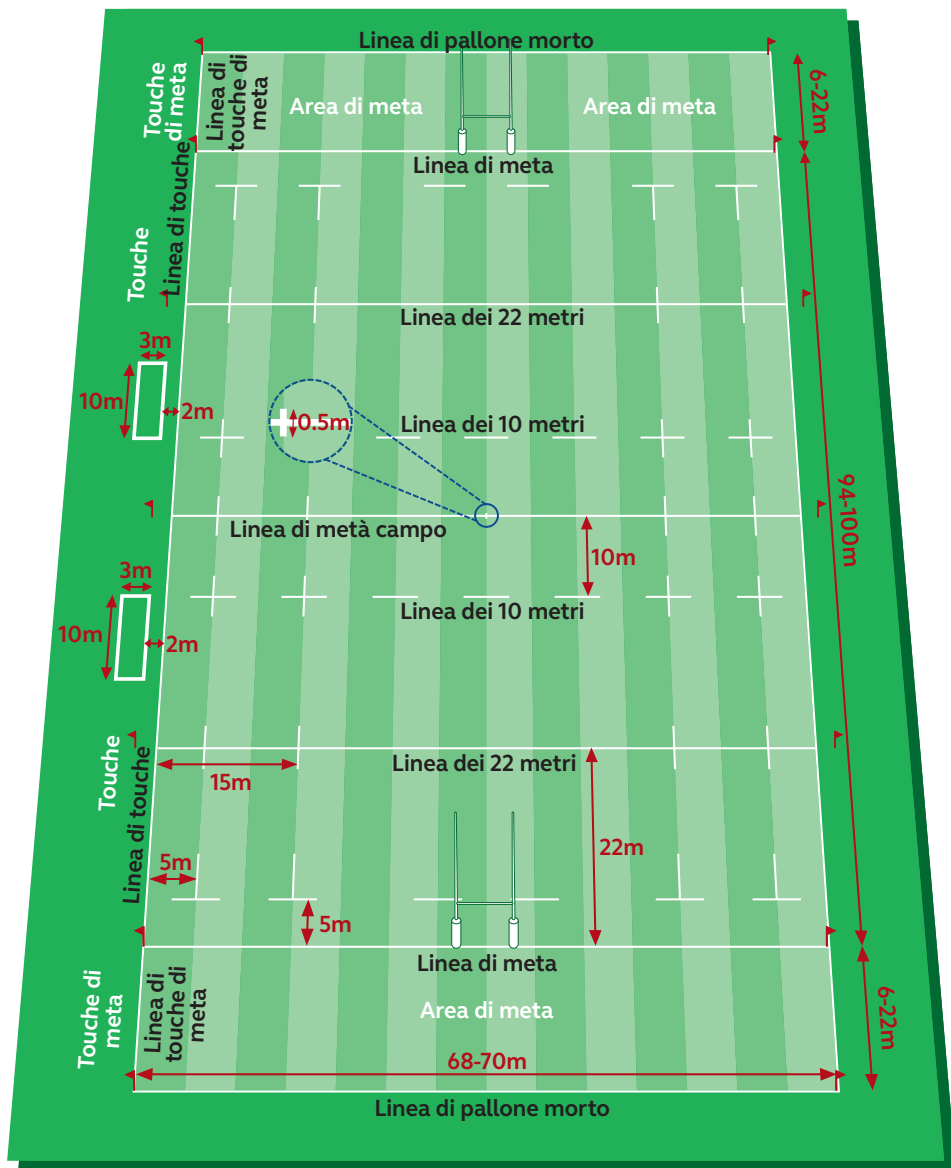 Linea di pallone morto
Touche
di meta
Linea di
touche di
meta
Area di meta
Area di meta
6-22m
Linea di meta
Linea di touche
Touche
Linea dei 22 metri
3m
10m
2m
0.5m
Linea dei 10 metri
94-100m
Linea di metà campo
10m
3m
Linea dei 10 metri
10m
2m
Touche
Linea di touche
Linea dei 22 metri
15m
22m
5m
5m
Linea di meta
Touche di
meta
Linea di
touche di
meta
Area di meta
6-22m
68-70m
Linea di pallone morto